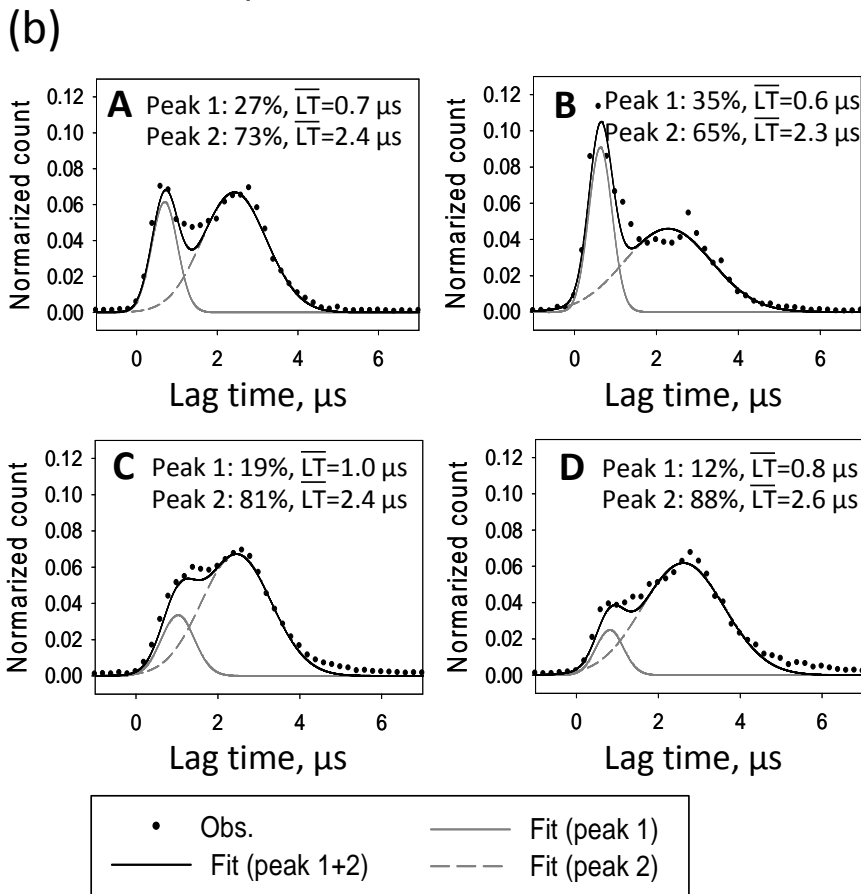 (b)
A Peak 1: 27%, LT=0.7 µs
Peak 2: 73%, LT=2.4 µs
Normarized count
0.12
0.10
0.08
0.06
0.04
0.02
0.00
0 2 4 6
Lag time, µs
B Peak 1: 35%, LT=0.6 µs
Peak 2: 65%, LT=2.3 µs
Normarized count
0.12
0.10
0.08
0.06
0.04
0.02
0.00
0 2 4 6
Lag time, µs
C Peak 1: 19%, LT=1.0 µs
Peak 2: 81%, LT=2.4 µs
Normarized count
0.12
0.10
0.08
0.06
0.04
0.02
0.00
0 2 4 6
Lag time, µs
D Peak 1: 12%, LT=0.8 µs
Peak 2: 88%, LT=2.6 µs
Normarized count
0.12
0.10
0.08
0.06
0.04
0.02
0.00
0 2 4 6
Lag time, µs
Obs. Fit (peak 1)
Fit (peak 1+2) Fit (peak 2)